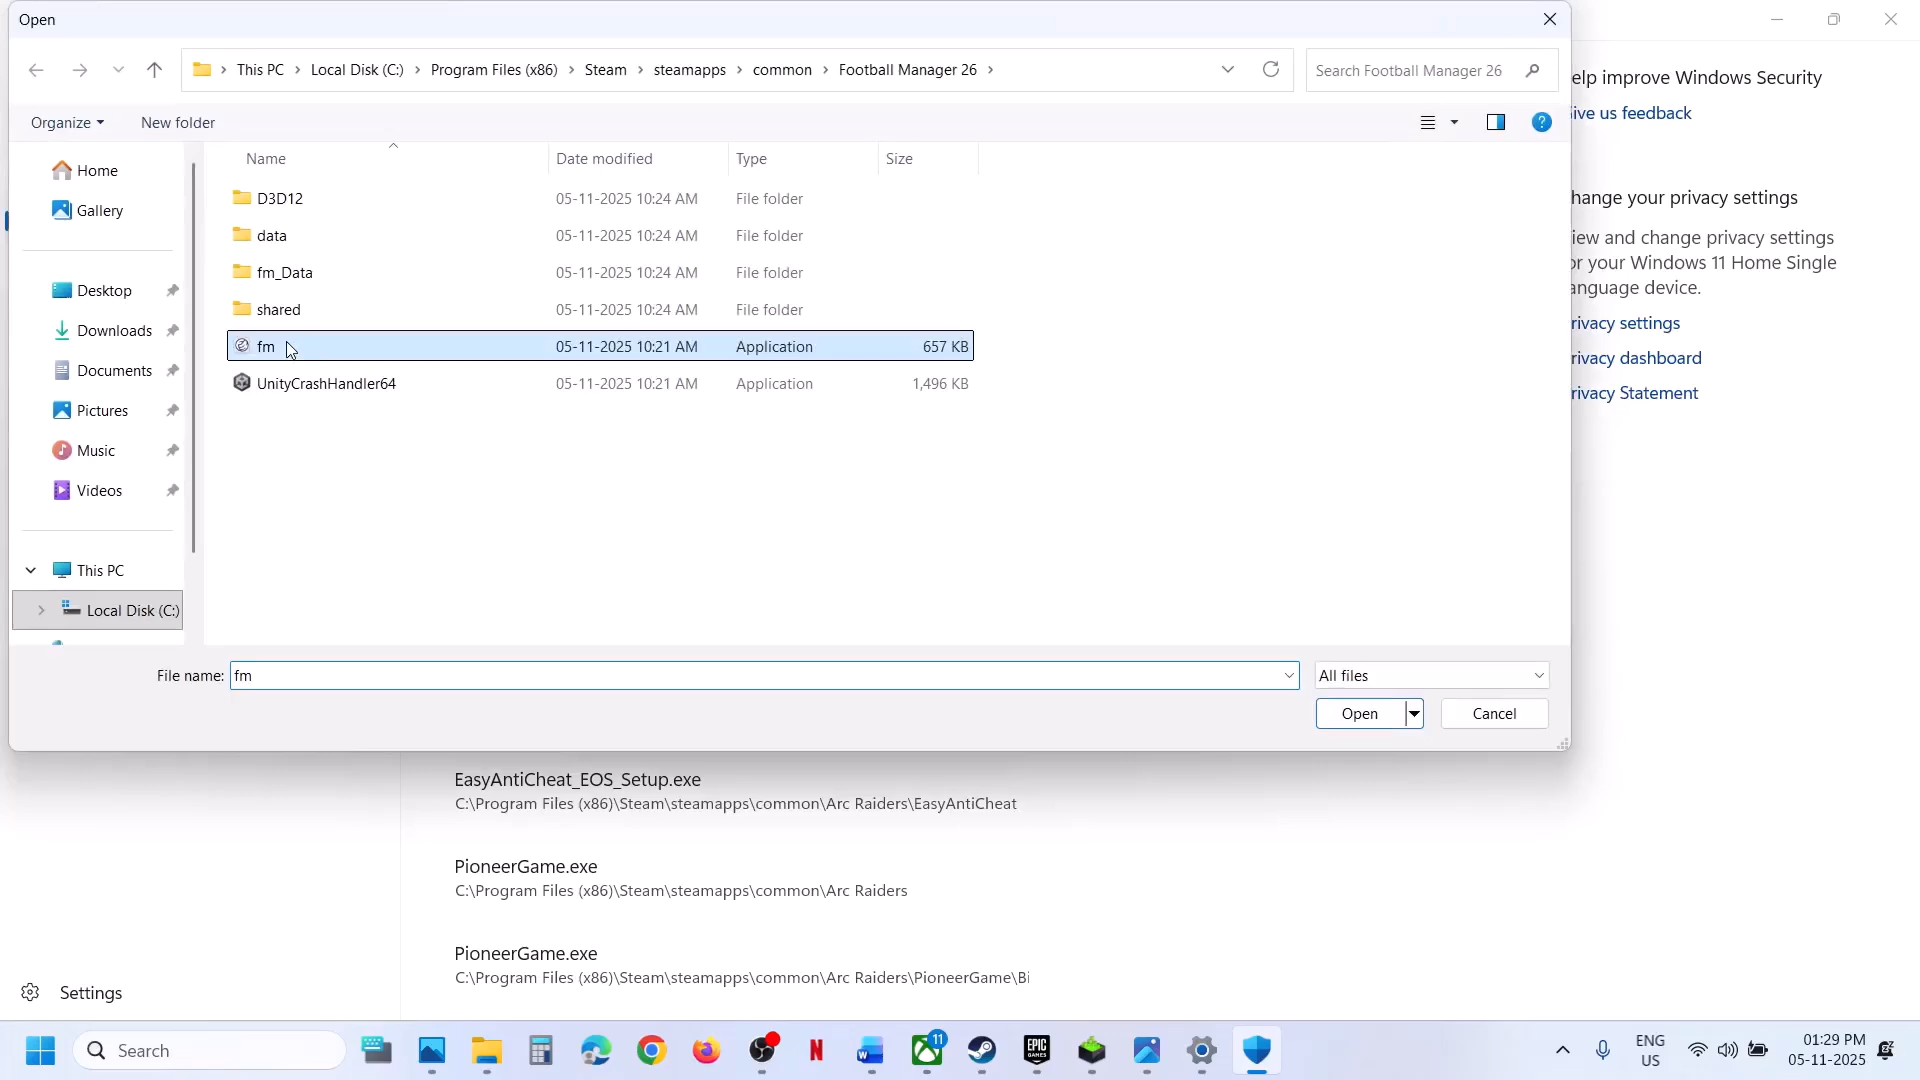 Open
This PC > Local Disk (C:) > Program Files (x86) > Steam > steamapps > common > Football Manager 26 >
Search Football Manager 26
Organize
New folder
Name Date modified Type Size
Home
Gallery
Desktop
Downloads
Documents
Pictures
Music
Videos
This PC
Local Disk (C:)
D3D12 05-11-2025 10:24 AM File folder
data 05-11-2025 10:24 AM File folder
fm_Data 05-11-2025 10:24 AM File folder
shared 05-11-2025 10:24 AM File folder
fm 05-11-2025 10:21 AM Application 657 KB
UnityCrashHandler64 05-11-2025 10:21 AM Application 1,496 KB
File name: fm
All files
Open
Cancel
elp improve Windows Security
ive us feedback
hange your privacy settings
iew and change privacy settings
or your Windows 11 Home Single
anguage device.
rivacy settings
rivacy dashboard
rivacy Statement
EasyAntiCheat_EOS_Setup.exe
C:\Program Files (x86)\Steam\steamapps\common\Arc Raiders\EasyAntiCheat
PioneerGame.exe
C:\Program Files (x86)\Steam\steamapps\common\Arc Raiders
PioneerGame.exe
C:\Program Files (x86)\Steam\steamapps\common\Arc Raiders\PioneerGame\Bi
Settings
Search
11
EPIC
GAMES
ENG
US
01:29 PM
05-11-2025